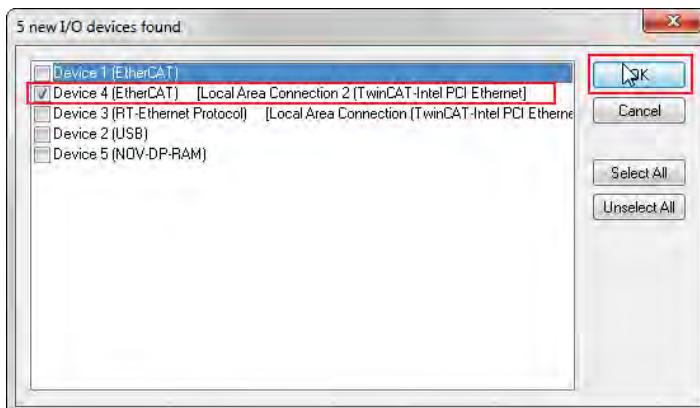 5 new I/O devices found
Device 1 (EtherCAT)
Device 4 (EtherCAT) [Local Area Connection 2 (TwinCAT-Intel PCI Ethernet]
Device 3 (RT-Ethernet Protocol) [Local Area Connection (TwinCAT-Intel PCI Etherne
Device 2 (USB)
Device 5 (NOV-DP-RAM)
OK
Cancel
Select All
Unselect All